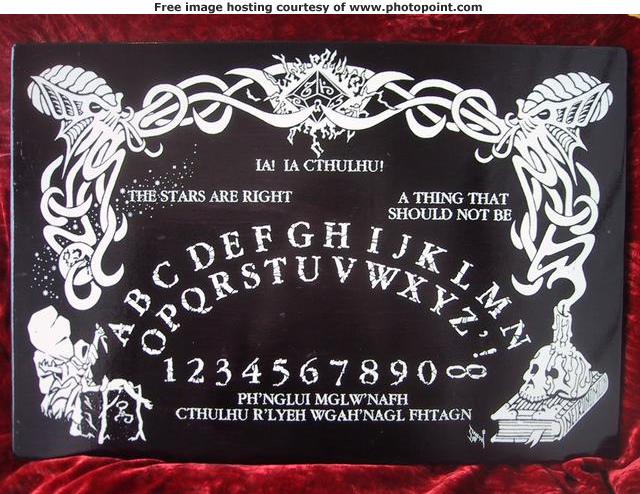 Free image hosting courtesy of www.photopoint.com
IA! IA CTHULHU!
THE STARS ARE RIGHT
A THING THAT
SHOULD NOT BE
ABCDEFGHIJKLMN
OPQRSTUVWXYZ'!
1234567890∞
PH'NGLUI MGLW'NAFH
CTHULHU R'LYEH WGAH'NAGL FHTAGN